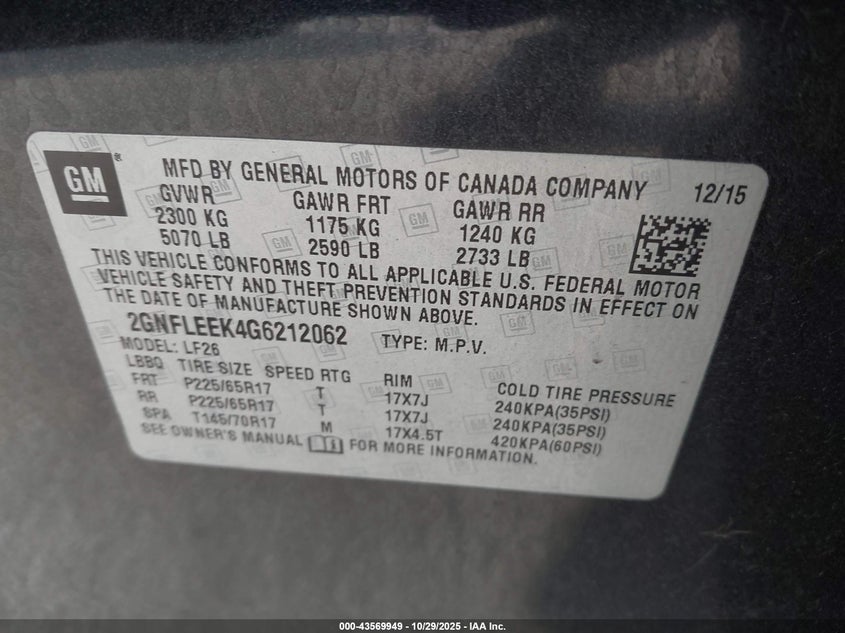 GM
MFD BY GENERAL MOTORS OF CANADA COMPANY 12/15
GVWR GAWR FRT GAWR RR
2300 KG 1175 KG 1240 KG
5070 LB 2590 LB 2733 LB
THIS VEHICLE CONFORMS TO ALL APPLICABLE U.S. FEDERAL MOTOR
VEHICLE SAFETY AND THEFT PREVENTION STANDARDS IN EFFECT ON
THE DATE OF MANUFACTURE SHOWN ABOVE.
2GNFLEEK4G6212062 TYPE: M.P.V.
MODEL: LF26
LBBQ TIRE SIZE SPEED RTG RIM COLD TIRE PRESSURE
FRT P225/65R17 T 17X7J 240KPA(35PSI)
RR P225/65R17 T 17X7J 240KPA(35PSI)
SPA T145/70R17 M 17X4.5T 420KPA(60PSI)
SEE OWNER'S MANUAL FOR MORE INFORMATION.
000-43569949 - 10/29/2025 - IAA Inc.